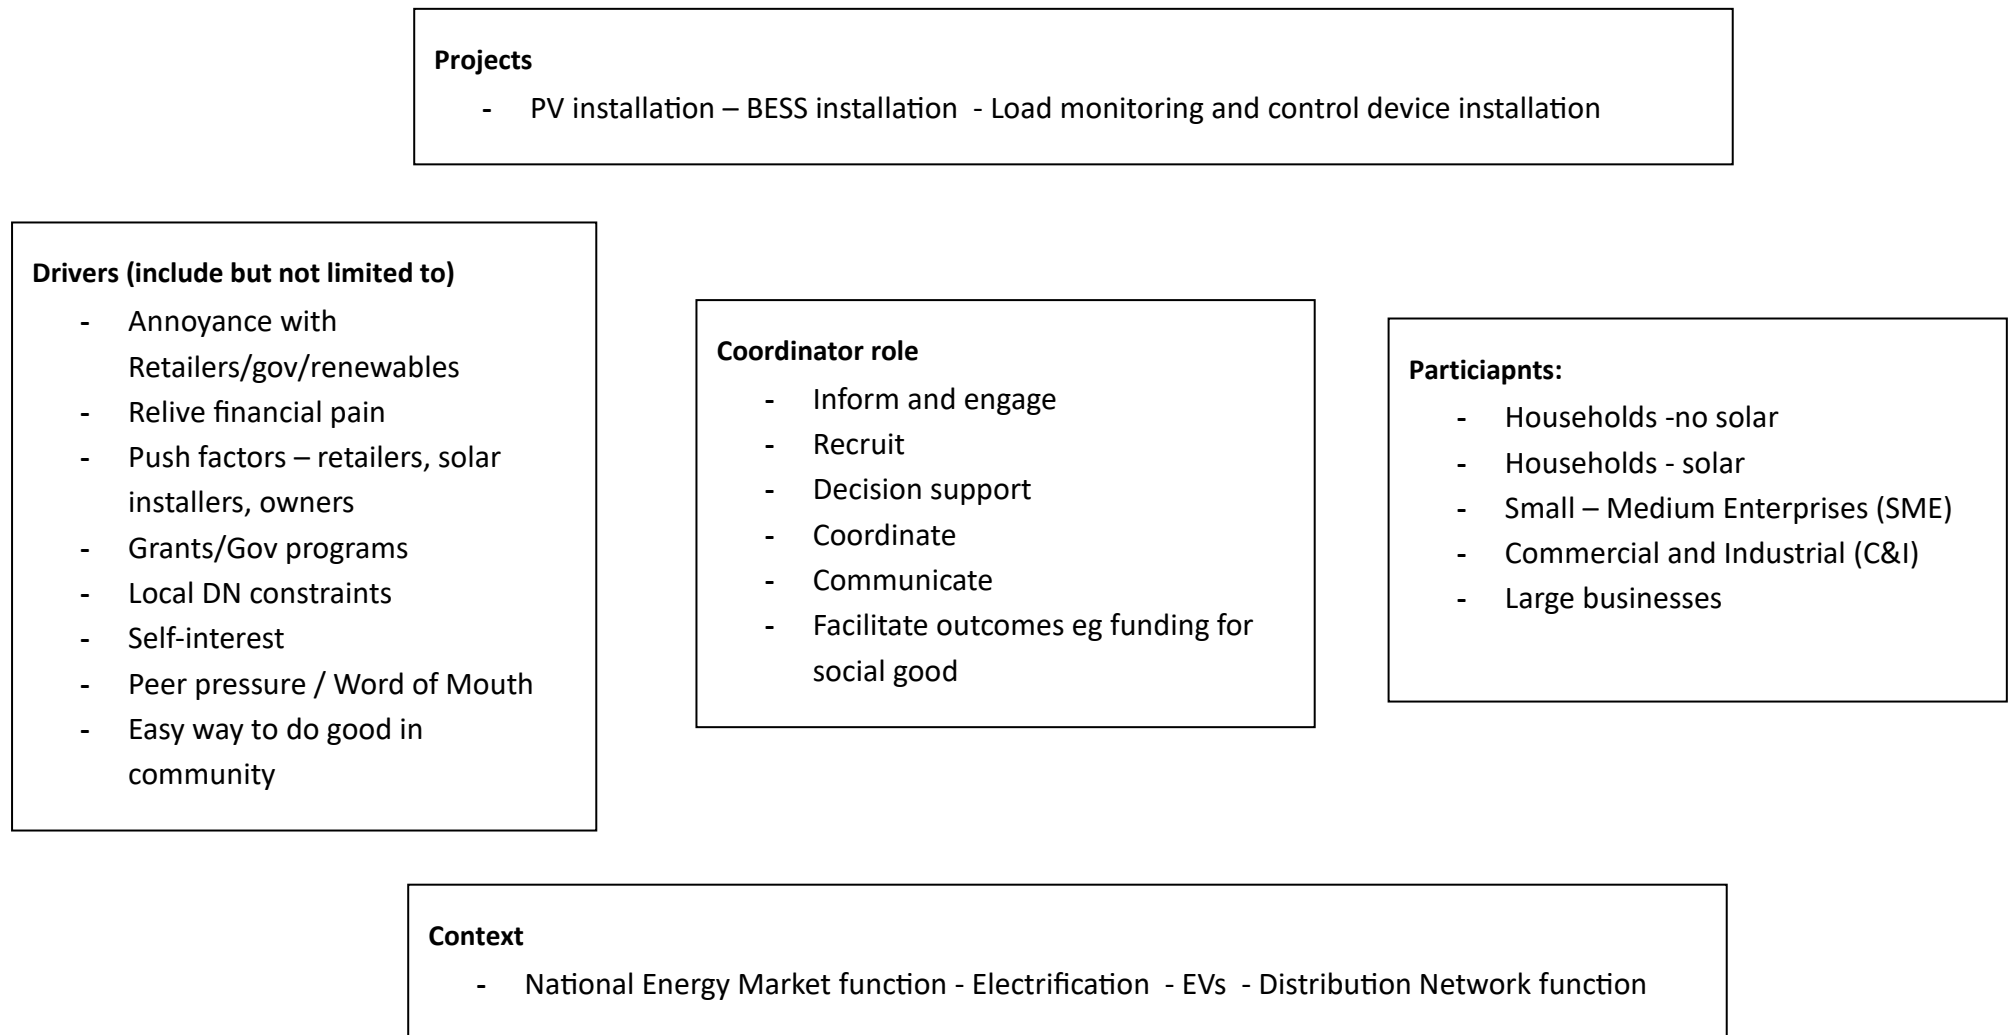 Projects
- PV installation – BESS installation - Load monitoring and control device installation
Drivers (include but not limited to)
- Annoyance with
Retailers/gov/renewables
- Relive financial pain
- Push factors – retailers, solar
installers, owners
- Grants/Gov programs
- Local DN constraints
- Self-interest
- Peer pressure / Word of Mouth
- Easy way to do good in
community
Coordinator role
- Inform and engage
- Recruit
- Decision support
- Coordinate
- Communicate
- Facilitate outcomes eg funding for
social good
Particiapnts:
- Households -no solar
- Households - solar
- Small – Medium Enterprises (SME)
- Commercial and Industrial (C&I)
- Large businesses
Context
- National Energy Market function - Electrification - EVs - Distribution Network function